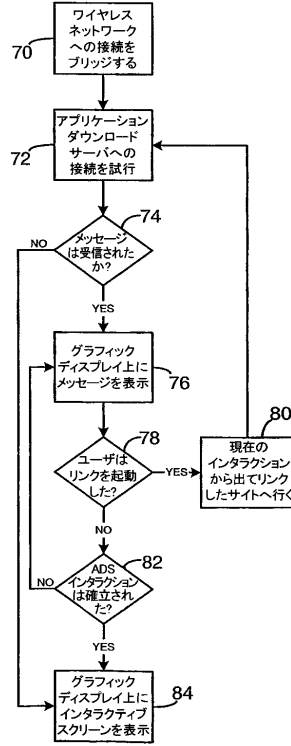 70
ワイヤレス
ネットワーク
への接続を
ブリッジする
72
アプリケーション
ダウンロード
サーバへの
接続を試行
74
メッセージ
は受信された
か?
NO
YES
グラフィック
ディスプレイ上に
メッセージを表示
76
78
ユーザは
リンクを起動
した?
YES
NO
80
現在の
インタラクション
から出てリンク
したサイトへ行く
82
ADS
インタラクション
は確立され
た?
NO
YES
グラフィック
ディスプレイ上に
インタラクティブ
スクリーンを表示
84